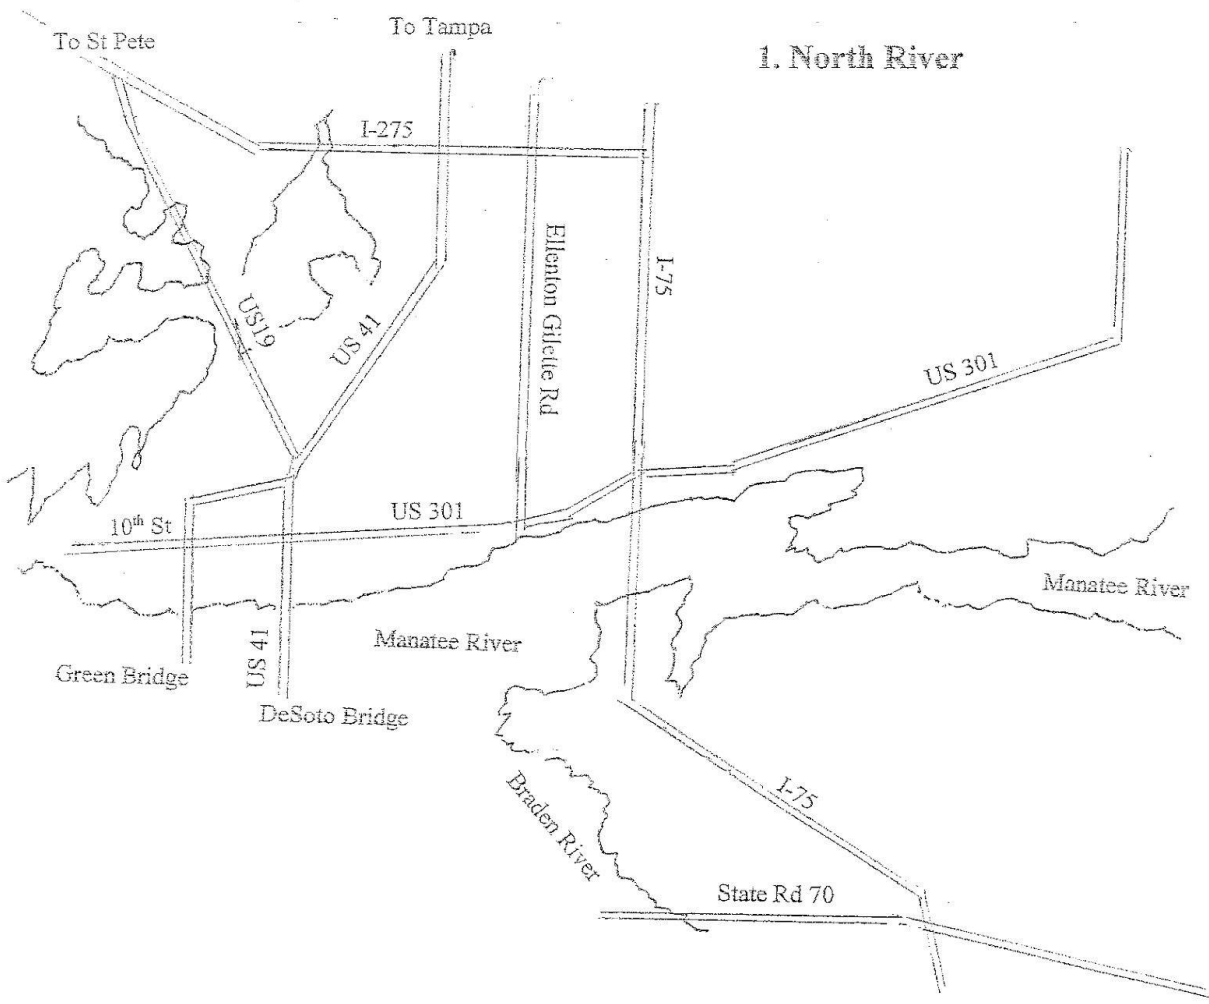 To St Pete
To Tampa
1. North River
I-275
Ellenton Gilette Rd
I-75
US19
US 41
US 301
10th St
US 301
Manatee River
Manatee River
Green Bridge
US 41
DeSoto Bridge
Braden River
I-75
State Rd 70